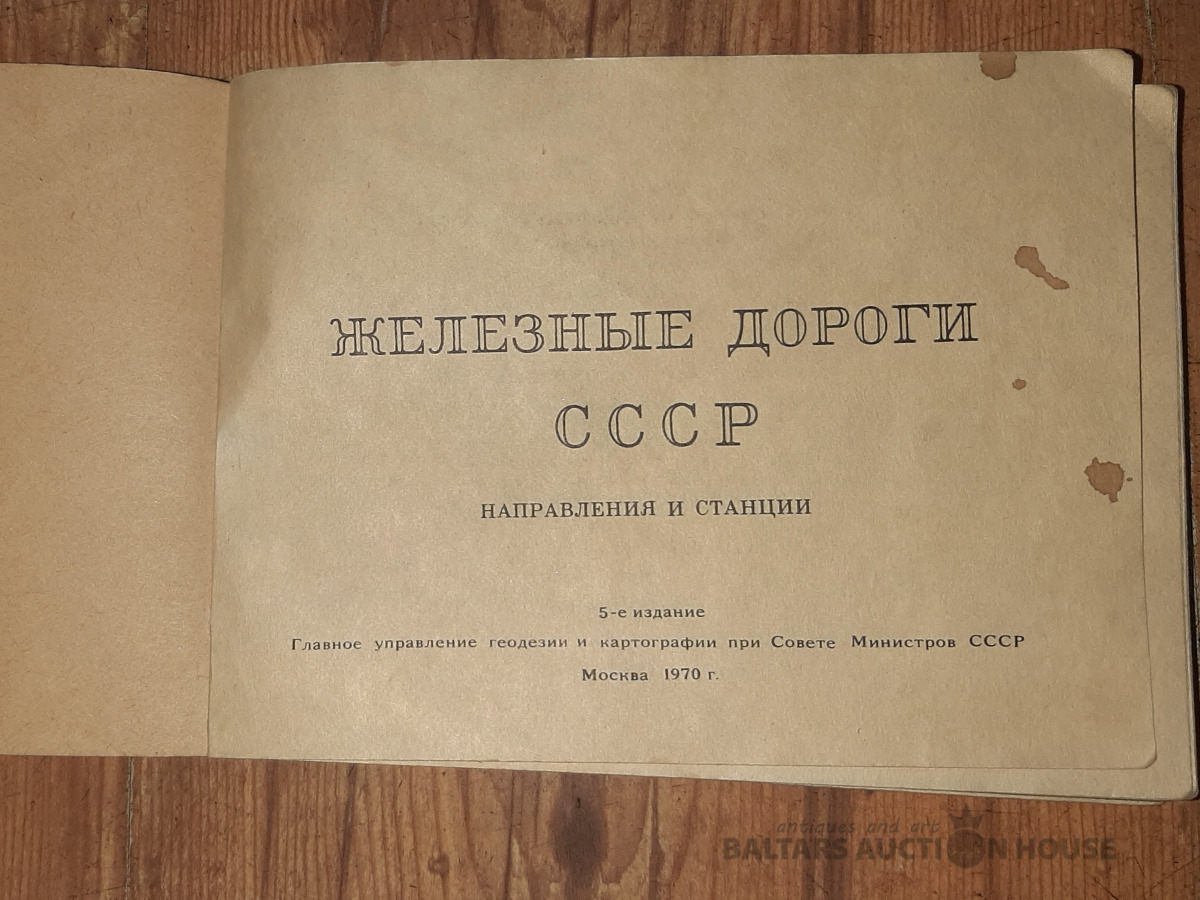 ЖЕЛЕЗНЫЕ ДОРОГИ
СССР
НАПРАВЛЕНИЯ И СТАНЦИИ
5-е издание
Главное управление геодезии и картографии при Совете Министров СССР
Москва 1970 г.
antiques and art
BALTARS AUCTION HOUSE